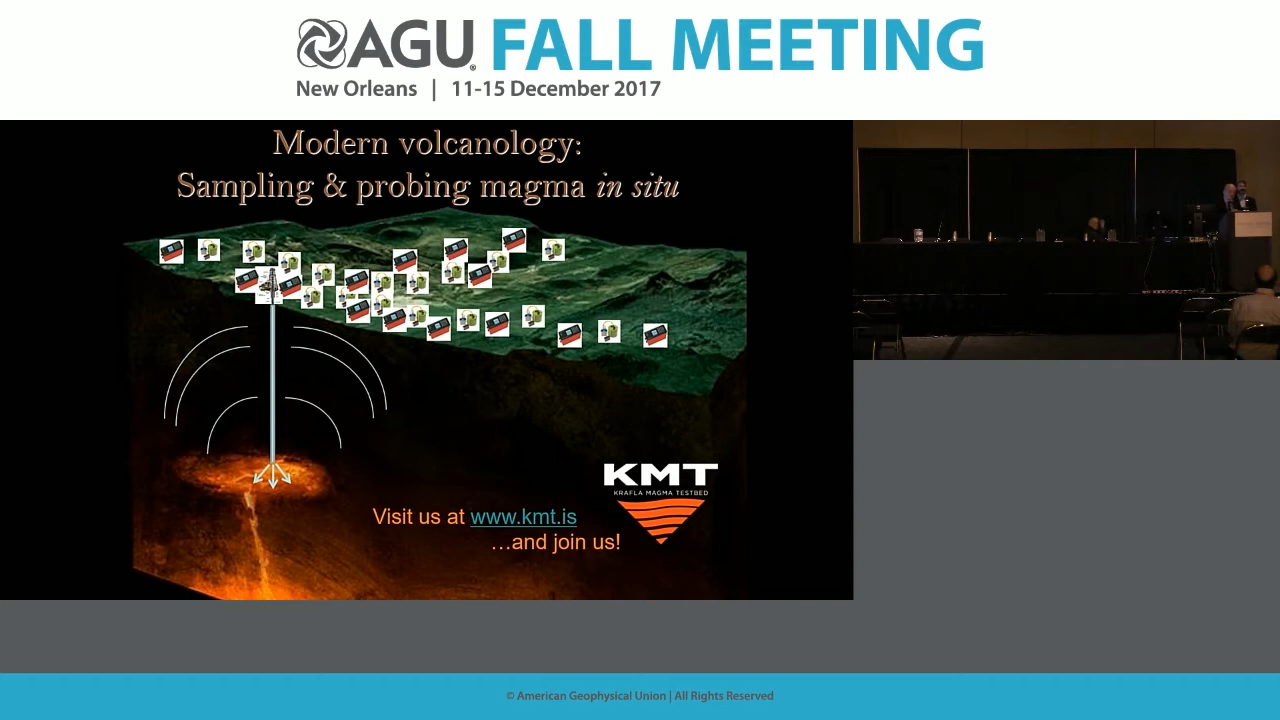 AGU FALL MEETING
New Orleans | 11-15 December 2017
Modern volcanology:
Sampling & probing magma in situ
KMT
KRAFLA MAGMA TESTBED
Visit us at www.kmt.is
...and join us!
© American Geophysical Union | All Rights Reserved